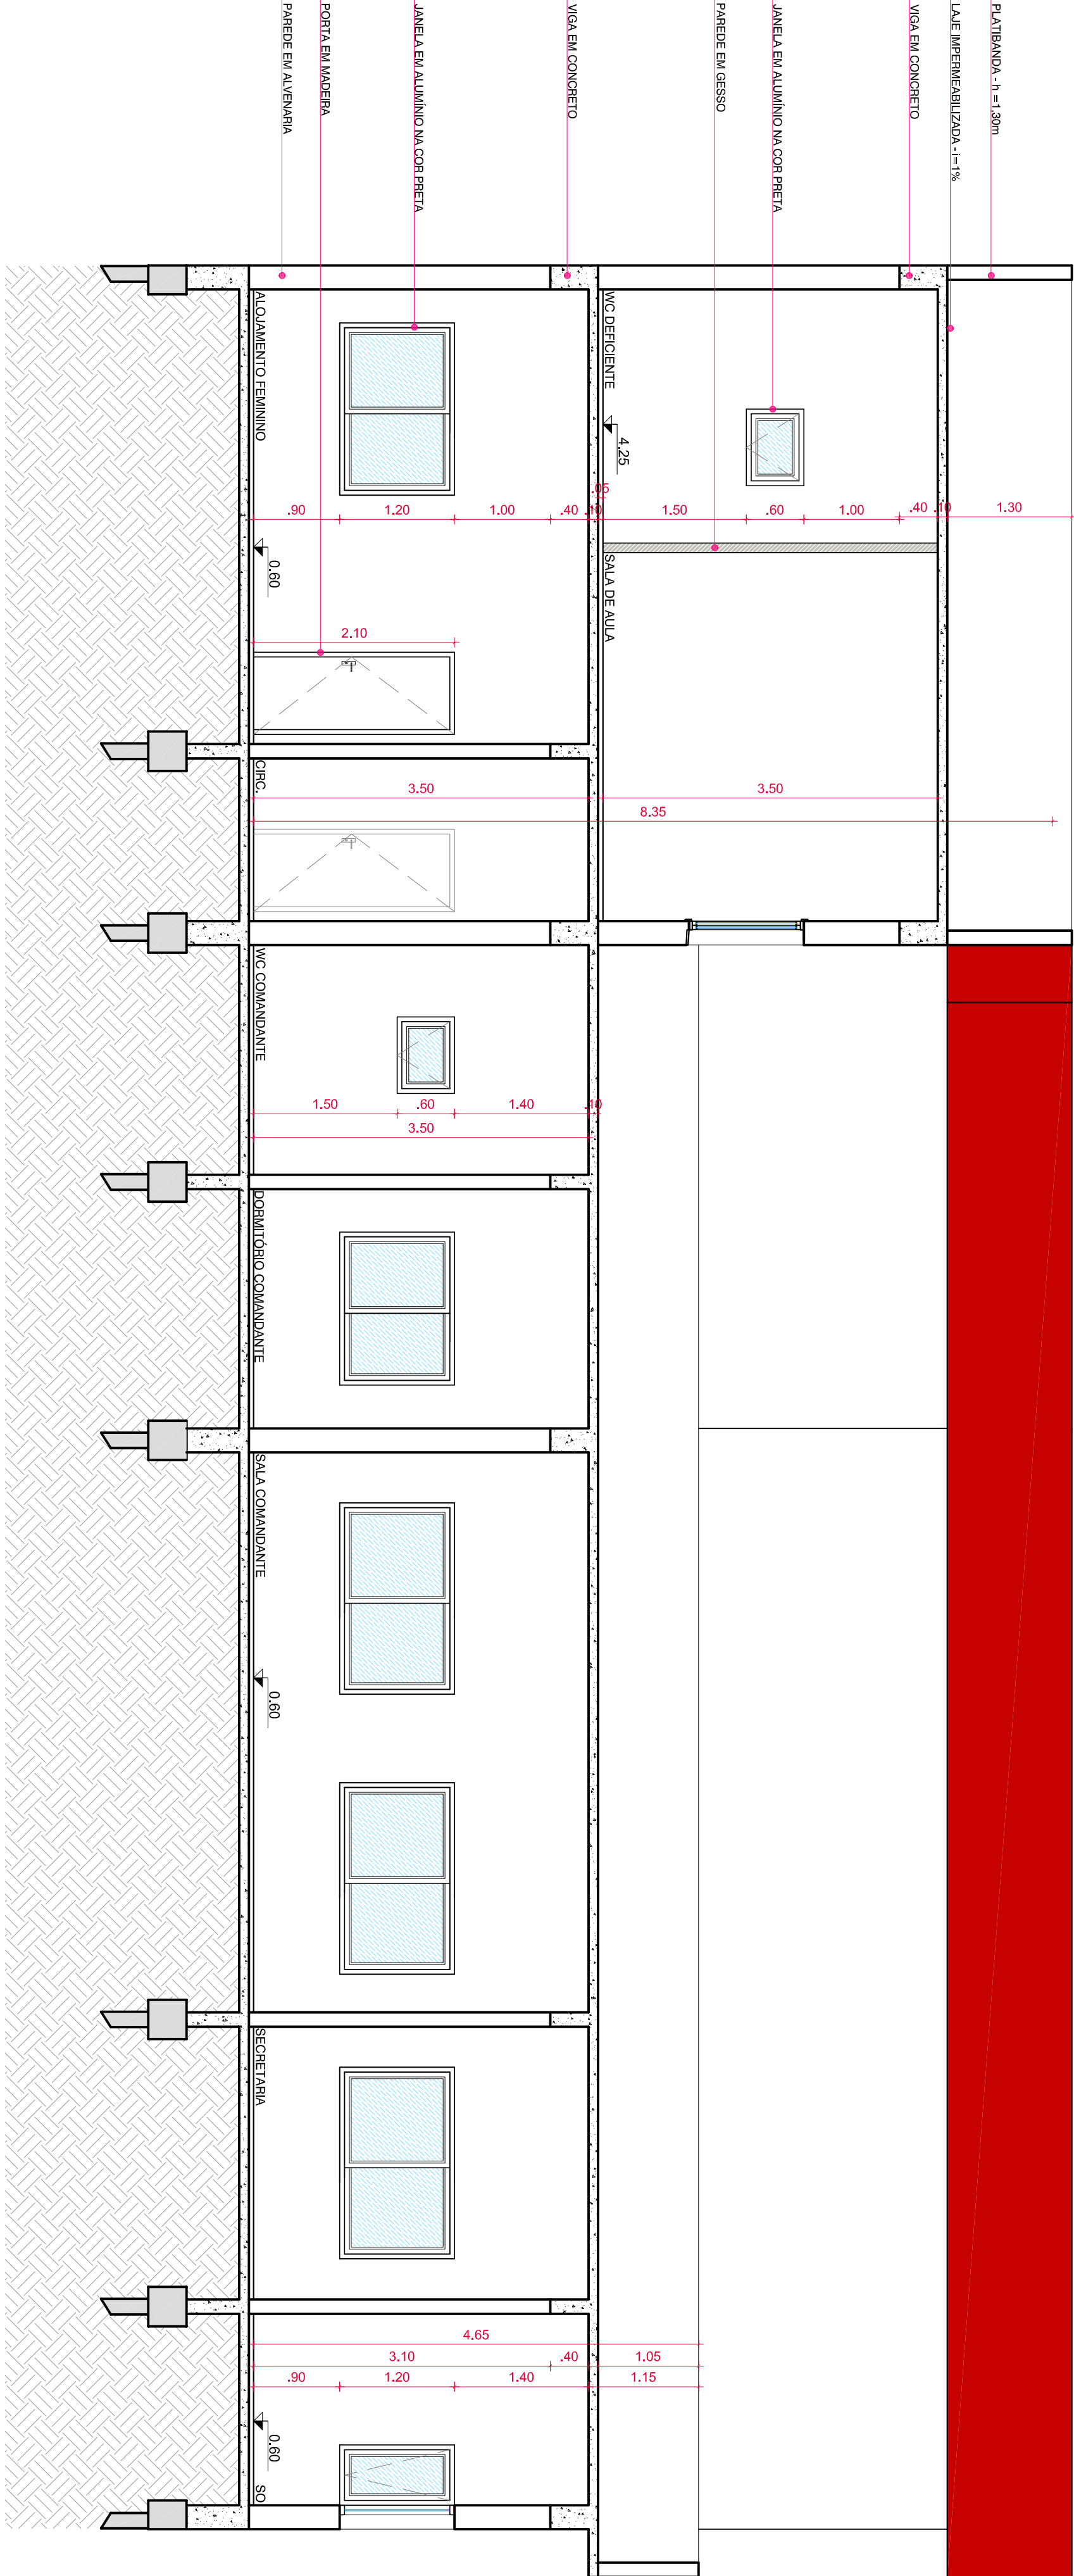 PLATIBANDA - h =1,30m
LAJE IMPERMEABILIZADA - i=1%
VIGA EM CONCRETO
JANELA EM ALUMÍNIO NA COR PRETA
PAREDE EM GESSO
VIGA EM CONCRETO
JANELA EM ALUMÍNIO NA COR PRETA
PORTA EM MADEIRA
PAREDE EM ALVENARIA
WC DEFICIENTE
4.25
SALA DE AULA
1.30
.10
.40
1.00
.60
1.50
.05
.10
.40
1.00
1.20
.90
ALOJAMENTO FEMININO
0.60
2.10
CIRC.
3.50
3.50
8.35
WC COMANDANTE
1.50
.60
1.40
.10
3.50
DORMITÓRIO COMANDANTE
SALA COMANDANTE
0.60
SECRETARIA
4.65
3.10
.40
1.05
.90
1.20
1.40
1.15
0.60
SO